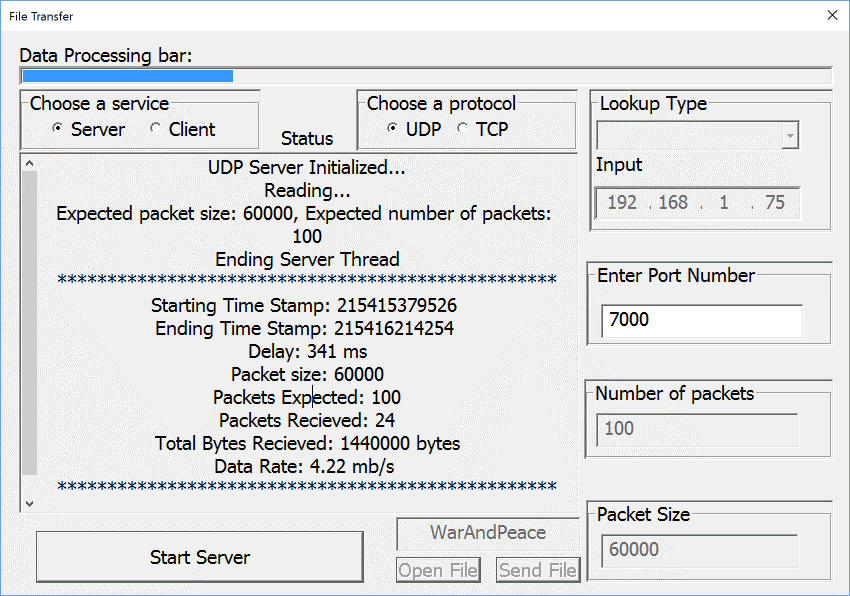 File Transfer
Data Processing bar:
Choose a service
Server Client
Status
Choose a protocol
UDP TCP
Lookup Type
Input
192 . 168 . 1 . 75
UDP Server Initialized...
Reading...
Expected packet size: 60000, Expected number of packets:
100
Ending Server Thread
**************************************************
Starting Time Stamp: 215415379526
Ending Time Stamp: 215416214254
Delay: 341 ms
Packet size: 60000
Packets Expected: 100
Packets Recieved: 24
Total Bytes Recieved: 1440000 bytes
Data Rate: 4.22 mb/s
**************************************************
Enter Port Number
7000
Number of packets
100
Packet Size
60000
Start Server
WarAndPeace
Open File Send File